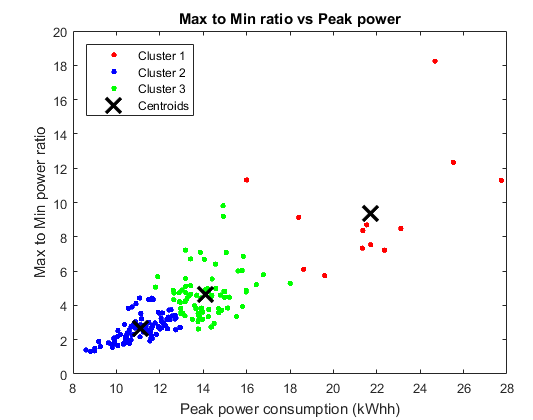 Max to Min ratio vs Peak power
20
18
16
14
12
10
8
6
4
2
0
Max to Min power ratio
Cluster 1
Cluster 2
Cluster 3
Centroids
8 10 12 14 16 18 20 22 24 26 28
Peak power consumption (kWhh)